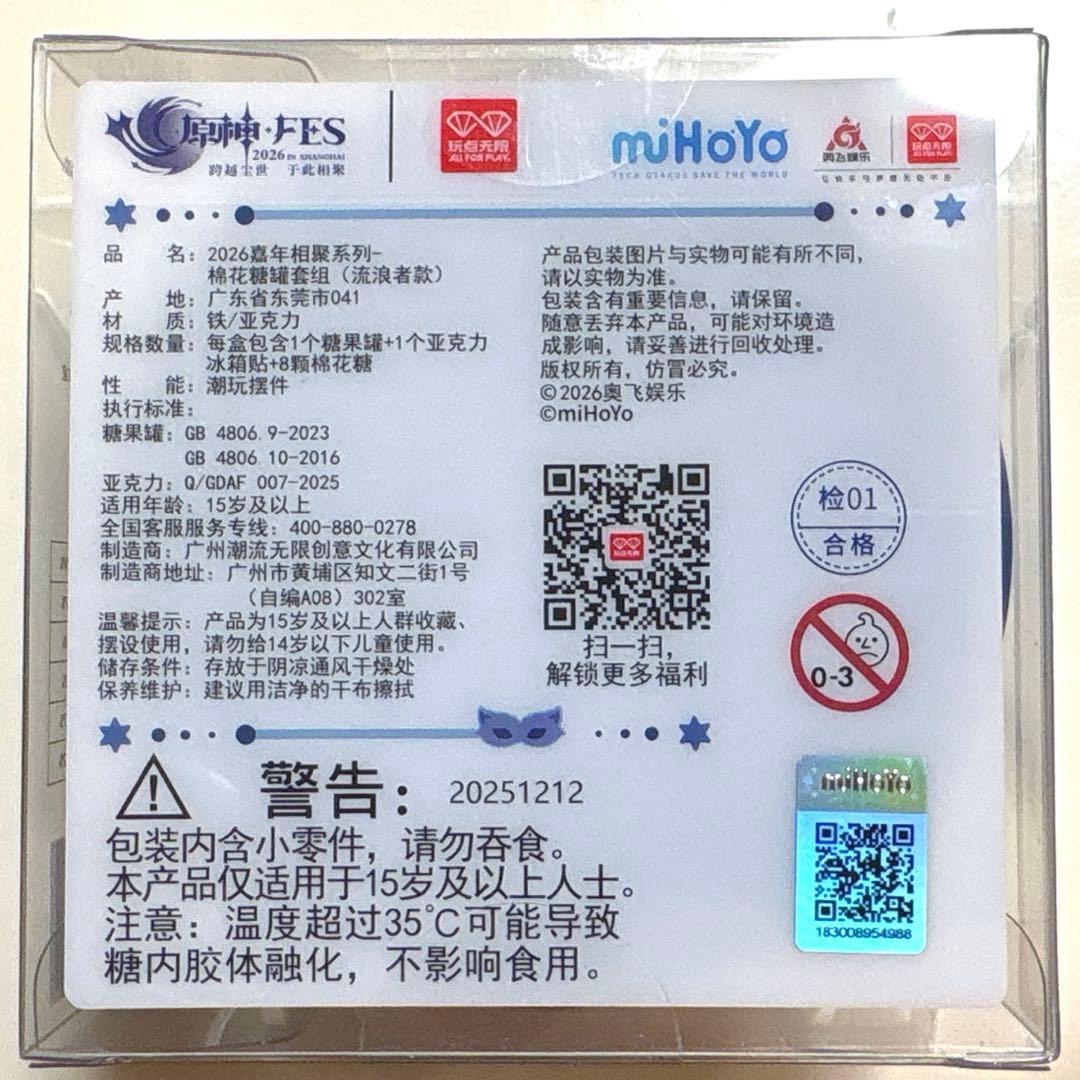 原神·FES
2026 IN SHANGHAI
跨越尘世 于此相聚
玩点无限
ALL FOR PLAY.
miHoYo
TECH OTAKUS SAVE THE WORLD
奥飞娱乐
玩点无限
ALL FOR PLAY.
品 名：2026嘉年相聚系列-
棉花糖罐套组（流浪者款）
产 地：广东省东莞市041
材 质：铁/亚克力
规格数量：每盒包含1个糖果罐+1个亚克力
冰箱贴+8颗棉花糖
性 能：潮玩摆件
执行标准：
糖果罐：GB 4806.9-2023
GB 4806.10-2016
亚克力：Q/GDAF 007-2025
适用年龄：15岁及以上
全国客服服务专线：400-880-0278
制造商：广州潮流无限创意文化有限公司
制造商地址：广州市黄埔区知文二街1号
（自编A08）302室
温馨提示：产品为15岁及以上人群收藏、
摆设使用，请勿给14岁以下儿童使用。
储存条件：存放于阴凉通风干燥处
保养维护：建议用洁净的干布擦拭
产品包装图片与实物可能有所不同，
请以实物为准。
包装含有重要信息，请保留。
随意丢弃本产品，可能对环境造
成影响，请妥善进行回收处理。
版权所有，仿冒必究。
©2026奥飞娱乐
©miHoYo
玩点无限
扫一扫，
解锁更多福利
检01
合格
0-3
警告：20251212
包装内含小零件，请勿吞食。
本产品仅适用于15岁及以上人士。
注意：温度超过35℃可能导致
糖内胶体融化，不影响食用。
miHoYo
183008954988